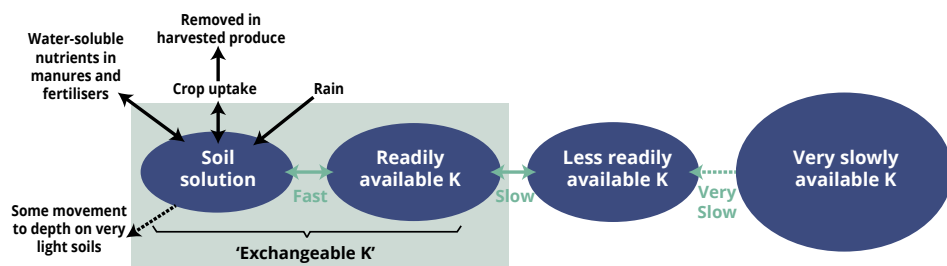 Removed in
harvested produce
Water-soluble
nutrients in
manures and
fertilisers
Crop uptake
Rain
Soil
solution
Fast
Readily
available K
Slow
Less readily
available K
Very
Slow
Very slowly
available K
Some movement
to depth on very
light soils
‘Exchangeable K’